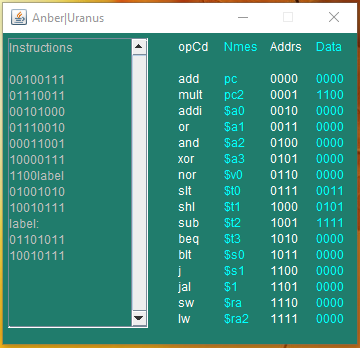 Anber|Uranus
Instructions
00100111
01110011
00101000
01110010
00011001
10000111
1100label
01001010
10010111
label:
01101011
10010111
opCd Nmes Addrs Data
add pc 0000 0000
mult pc2 0001 1100
addi $a0 0010 0000
or $a1 0011 0000
and $a2 0100 0000
xor $a3 0101 0000
nor $v0 0110 0000
slt $t0 0111 0011
shl $t1 1000 0101
sub $t2 1001 1111
beq $t3 1010 0000
blt $s0 1011 0000
j $s1 1100 0000
jal $1 1101 0000
sw $ra 1110 0000
lw $ra2 1111 0000